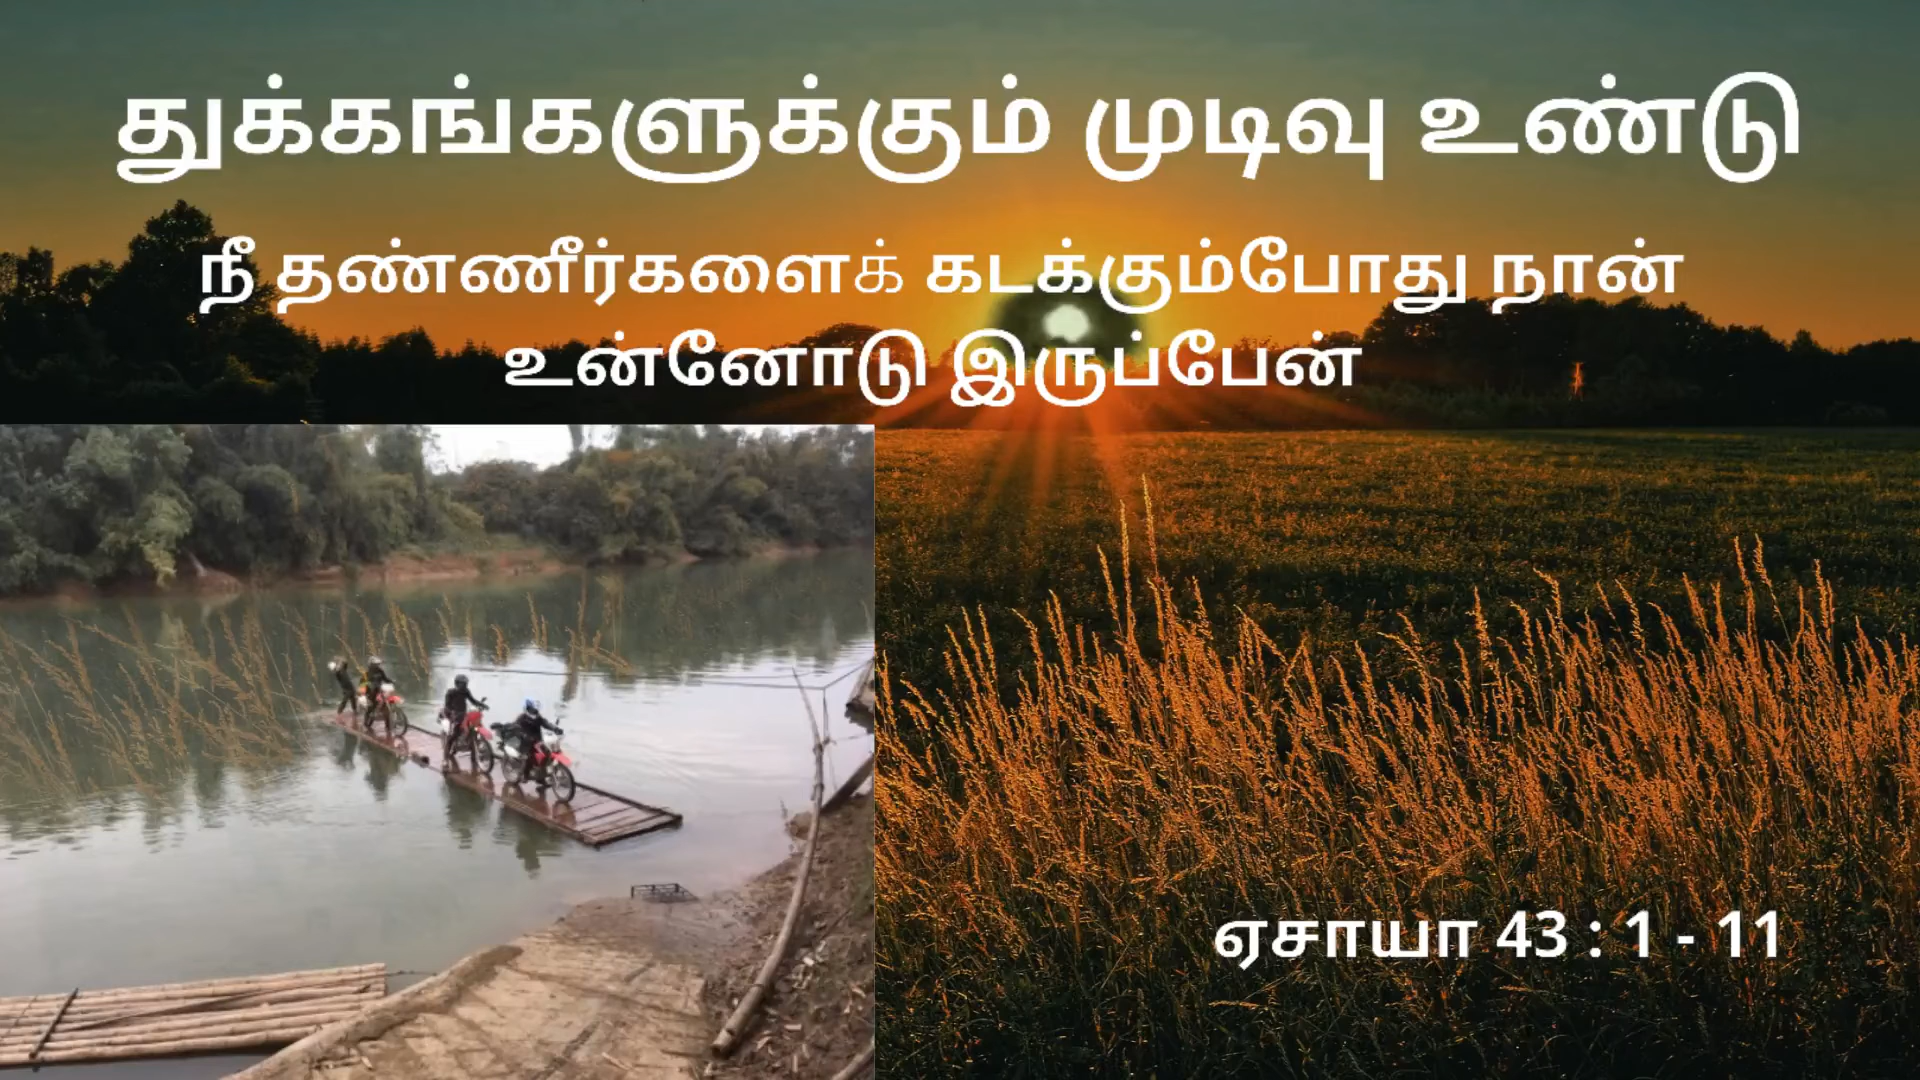 துக்கங்களுக்கும் முடிவு உண்டு
நீ தண்ணீர்களைக் கடக்கும்போது நான்
உன்னோடு இருப்பேன்
ஏசாயா 43 : 1 - 11